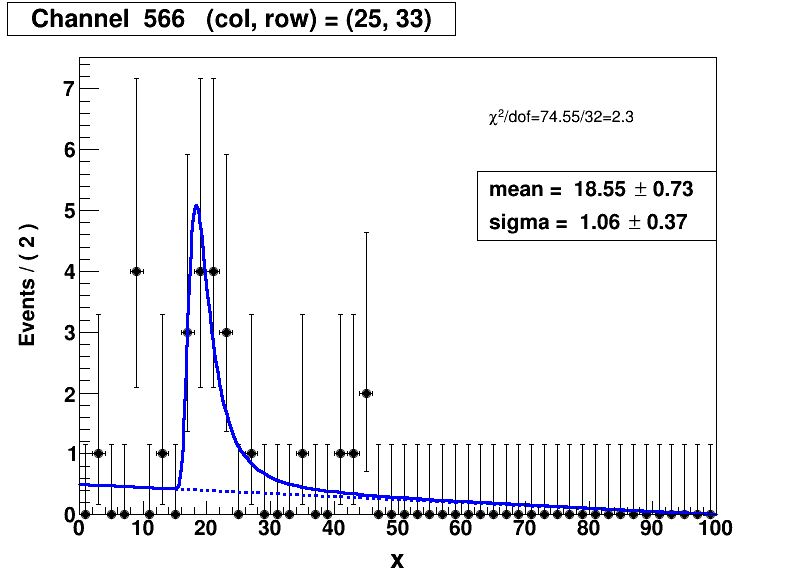 Channel  566   (col, row) = (25, 33)
χ²/dof=74.55/32=2.3
mean =  18.55 ± 0.73
sigma =  1.06 ± 0.37
Events / ( 2 )
7
6
5
4
3
2
1
0
0 10 20 30 40 50 60 70 80 90 100
x